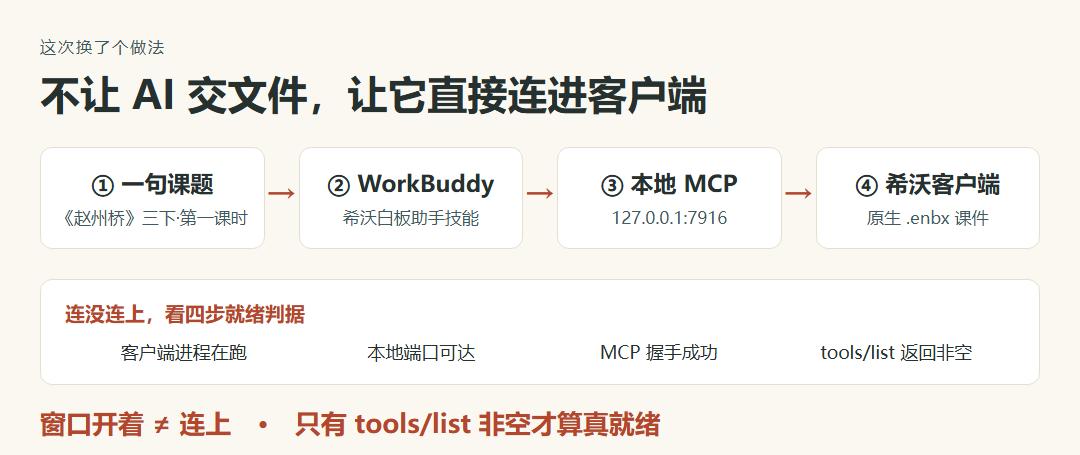 这次换了个做法
不让 AI 交文件，让它直接连进客户端
① 一句课题
《赵州桥》三下·第一课时
→
② WorkBuddy
希沃白板助手技能
→
③ 本地 MCP
127.0.0.1:7916
→
④ 希沃客户端
原生 .enbx 课件
连没连上，看四步就绪判据
客户端进程在跑
本地端口可达
MCP 握手成功
tools/list 返回非空
窗口开着 ≠ 连上 • 只有 tools/list 非空才算真就绪